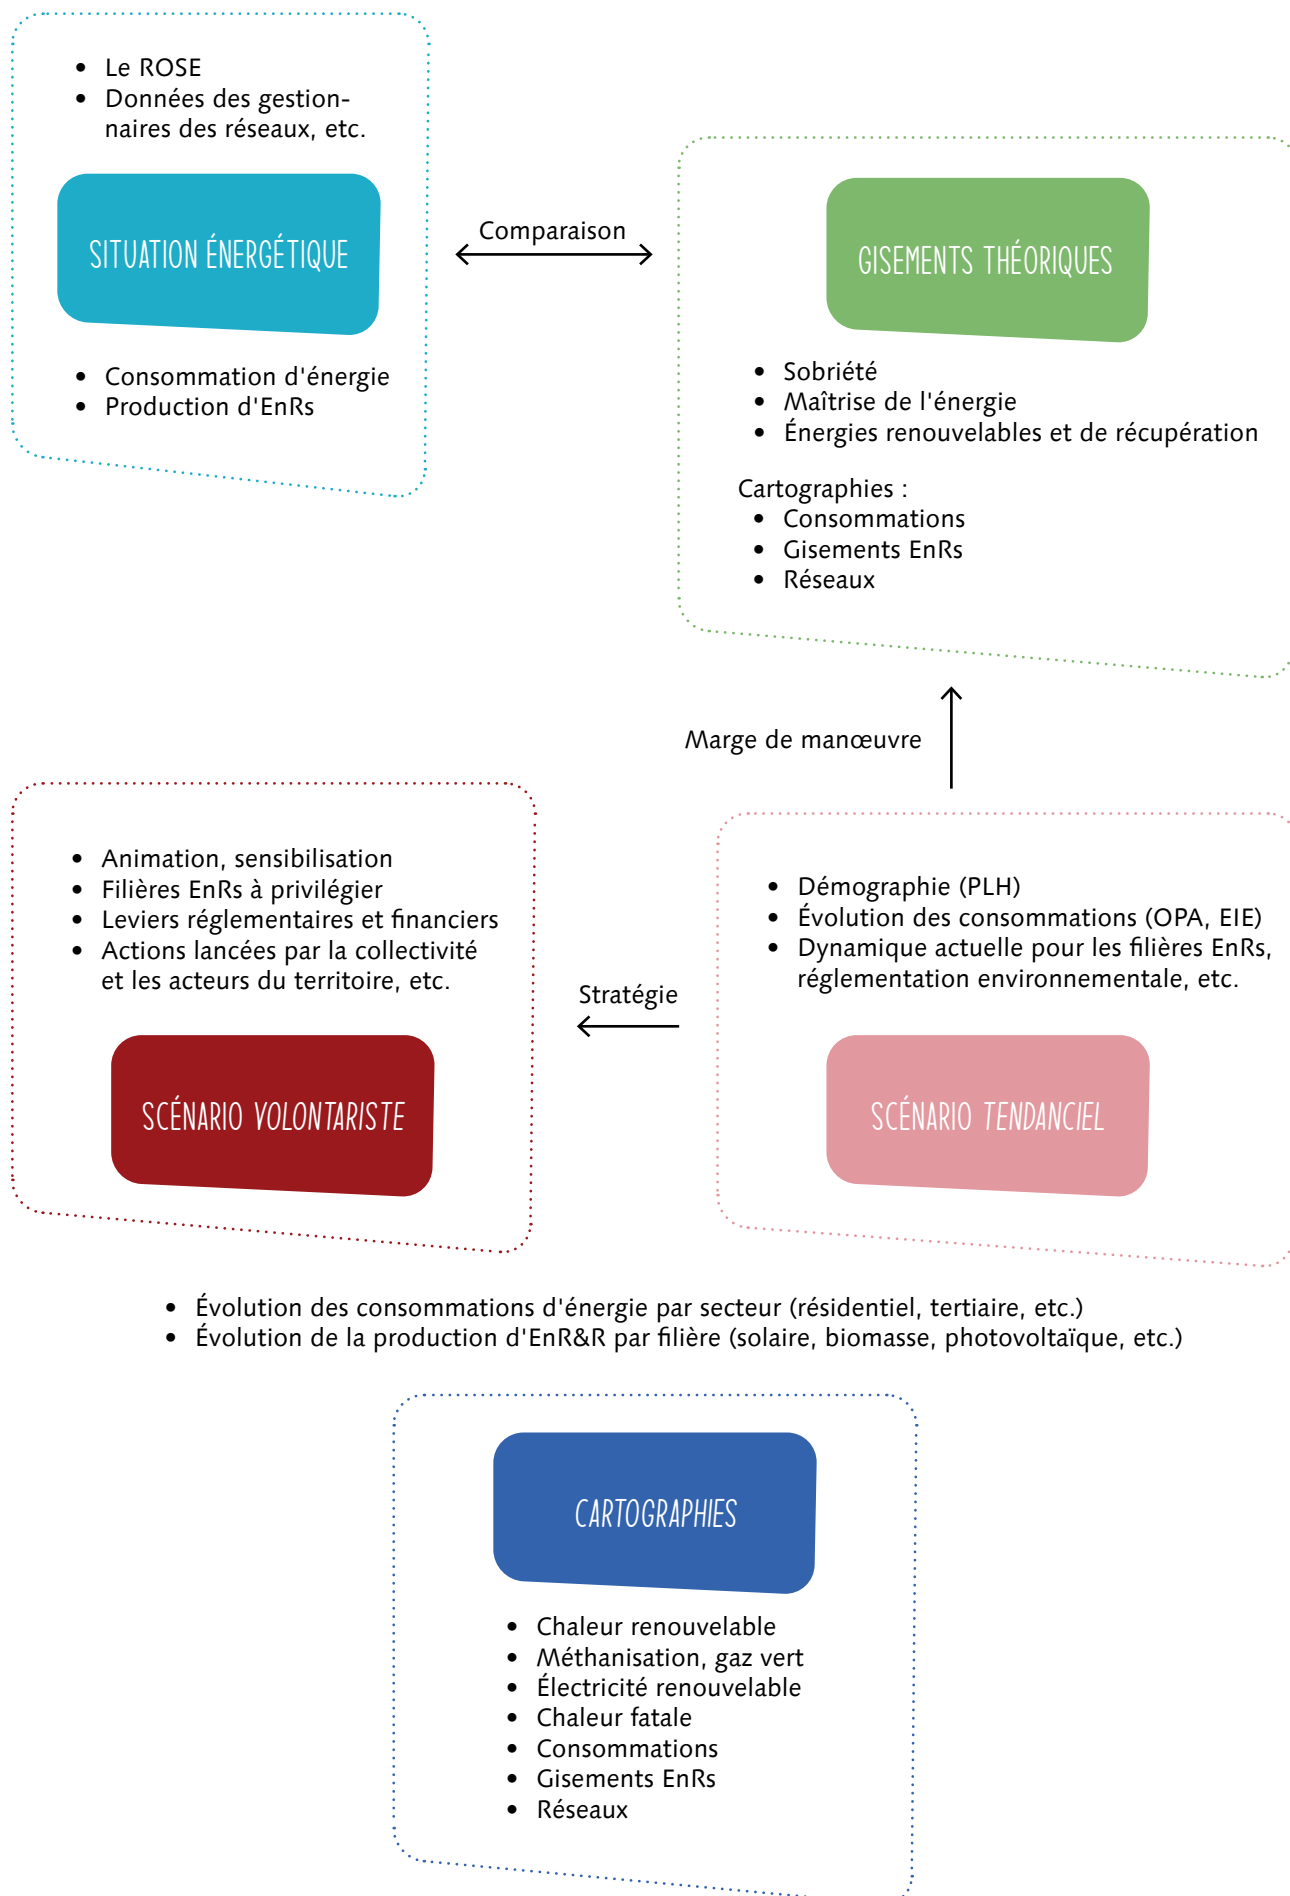 • Le ROSE
• Données des gestion-
naires des réseaux, etc.
SITUATION ÉNERGÉTIQUE
• Consommation d'énergie
• Production d'EnRs
Comparaison
GISEMENTS THÉORIQUES
• Sobriété
• Maîtrise de l'énergie
• Énergies renouvelables et de récupération
Cartographies :
• Consommations
• Gisements EnRs
• Réseaux
Marge de manœuvre
• Animation, sensibilisation
• Filières EnRs à privilégier
• Leviers réglementaires et financiers
• Actions lancées par la collectivité
et les acteurs du territoire, etc.
SCÉNARIO VOLONTARISTE
Stratégie
• Démographie (PLH)
• Évolution des consommations (OPA, EIE)
• Dynamique actuelle pour les filières EnRs,
réglementation environnementale, etc.
SCÉNARIO TENDANCIEL
• Évolution des consommations d'énergie par secteur (résidentiel, tertiaire, etc.)
• Évolution de la production d'EnR&R par filière (solaire, biomasse, photovoltaïque, etc.)
CARTOGRAPHIES
• Chaleur renouvelable
• Méthanisation, gaz vert
• Électricité renouvelable
• Chaleur fatale
• Consommations
• Gisements EnRs
• Réseaux